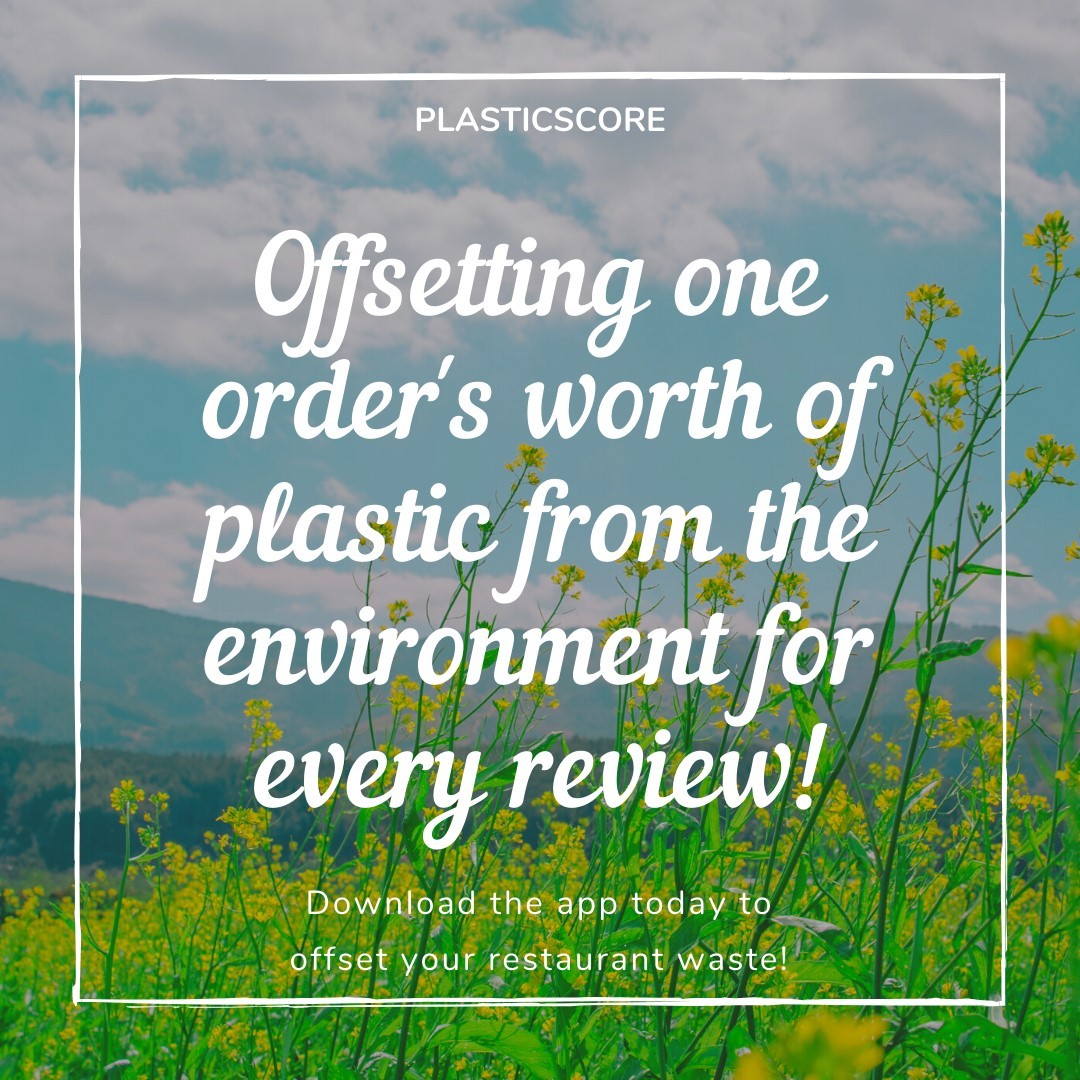 PLASTICSCORE
Offsetting one
order's worth of
plastic from the
environment for
every review!
Download the app today to
offset your restaurant waste!